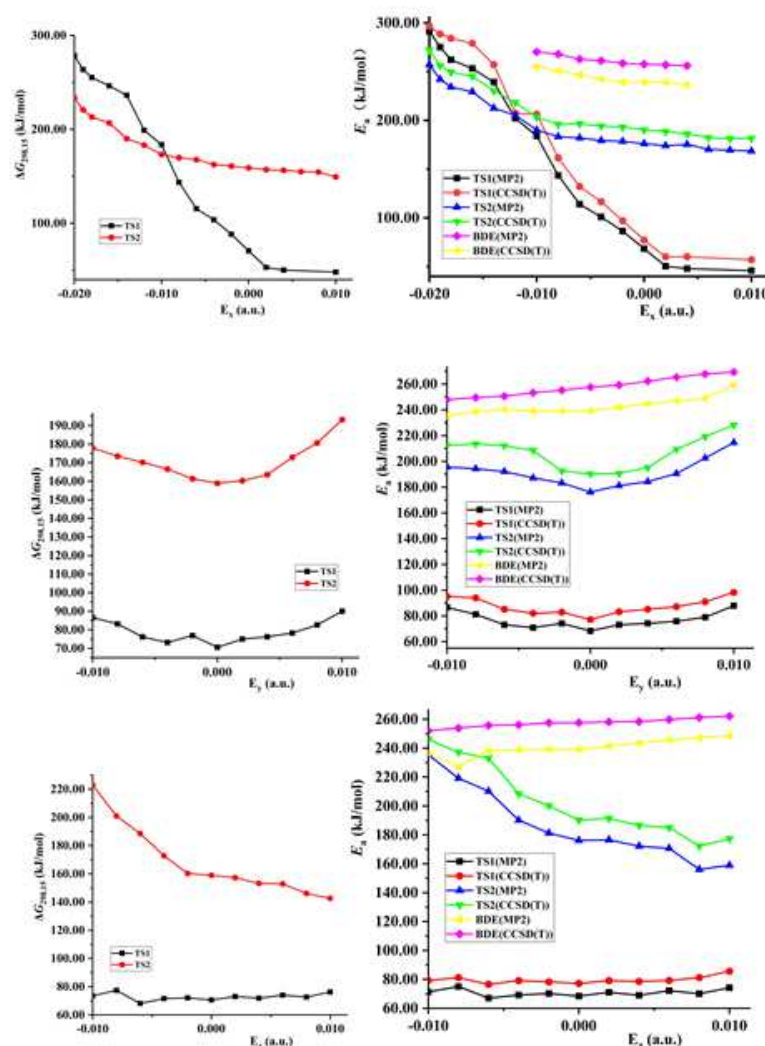 300.00
200.00
100.00
ΔG298.15 (kJ/mol)
TS1
TS2
-0.020
-0.010
0.000
0.010
Ex (a.u.)
300.00
200.00
100.00
Ea (kJ/mol)
TS1(MP2)
TS1(CCSD(T))
TS2(MP2)
TS2(CCSD(T))
BDE(MP2)
BDE(CCSD(T))
-0.020
-0.010
0.000
0.010
Ex (a.u.)
190.00
180.00
170.00
160.00
150.00
140.00
130.00
120.00
110.00
100.00
90.00
80.00
70.00
ΔG298.15 (kJ/mol)
TS1
TS2
-0.010
0.000
0.010
Ey (a.u.)
260.00
240.00
220.00
200.00
180.00
160.00
140.00
120.00
100.00
80.00
60.00
Ea (kJ/mol)
TS1(MP2)
TS1(CCSD(T))
TS2(MP2)
TS2(CCSD(T))
BDE(MP2)
BDE(CCSD(T))
-0.010
0.000
0.010
Ey (a.u.)
220.00
200.00
180.00
160.00
140.00
120.00
100.00
80.00
60.00
ΔG298.15 (kJ/mol)
TS1
TS2
-0.010
0.000
0.010
(a.u.)
260.00
240.00
220.00
200.00
180.00
160.00
140.00
120.00
100.00
80.00
60.00
Ea (kJ/mol)
TS1(MP2)
TS1(CCSD(T))
TS2(MP2)
TS2(CCSD(T))
BDE(MP2)
BDE(CCSD(T))
-0.010
0.000
0.010
(a.u.)